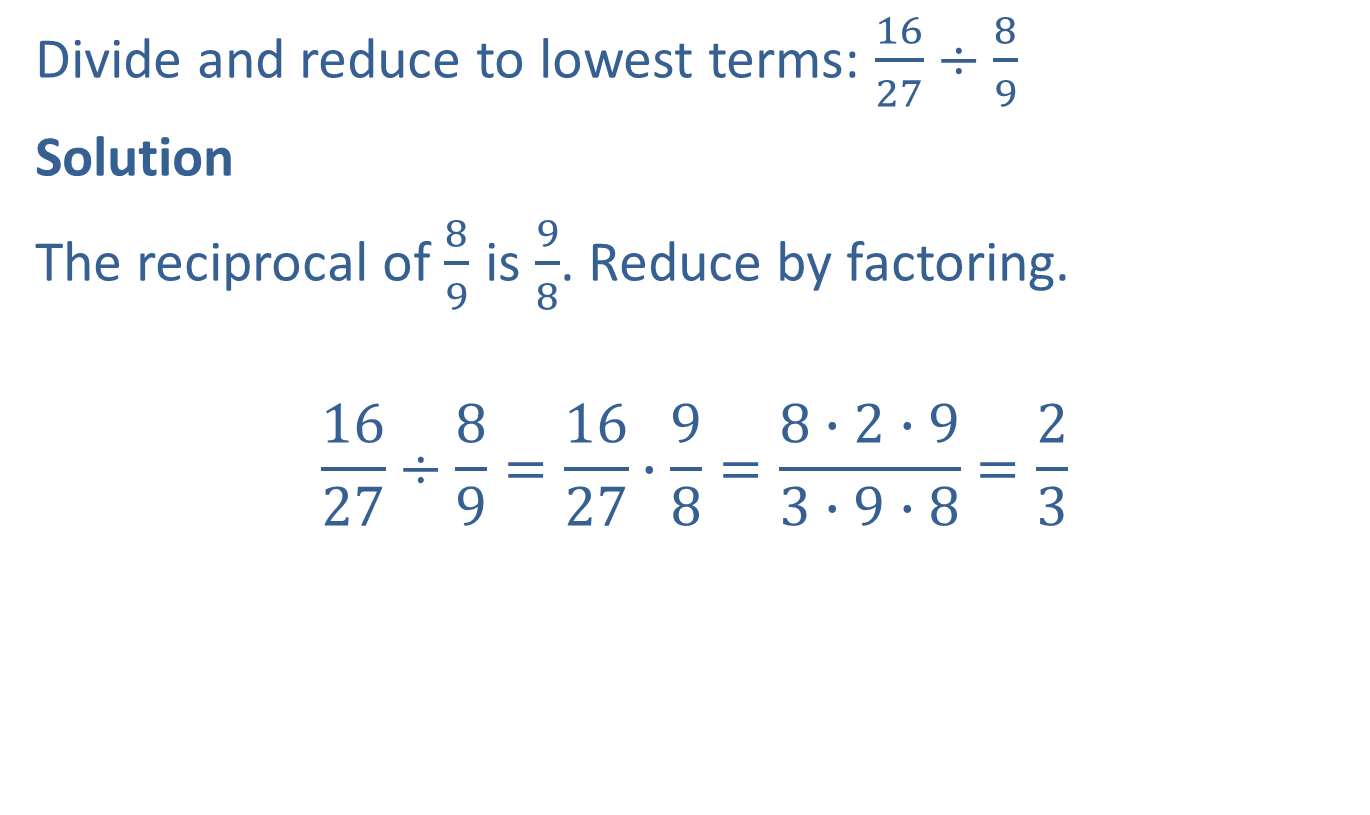 Divide and reduce to lowest terms: 16/27 ÷ 8/9
Solution
The reciprocal of 8/9 is 9/8. Reduce by factoring.
16/27 ÷ 8/9 = 16/27 · 9/8 = 8 · 2 · 9/3 · 9 · 8 = 2/3